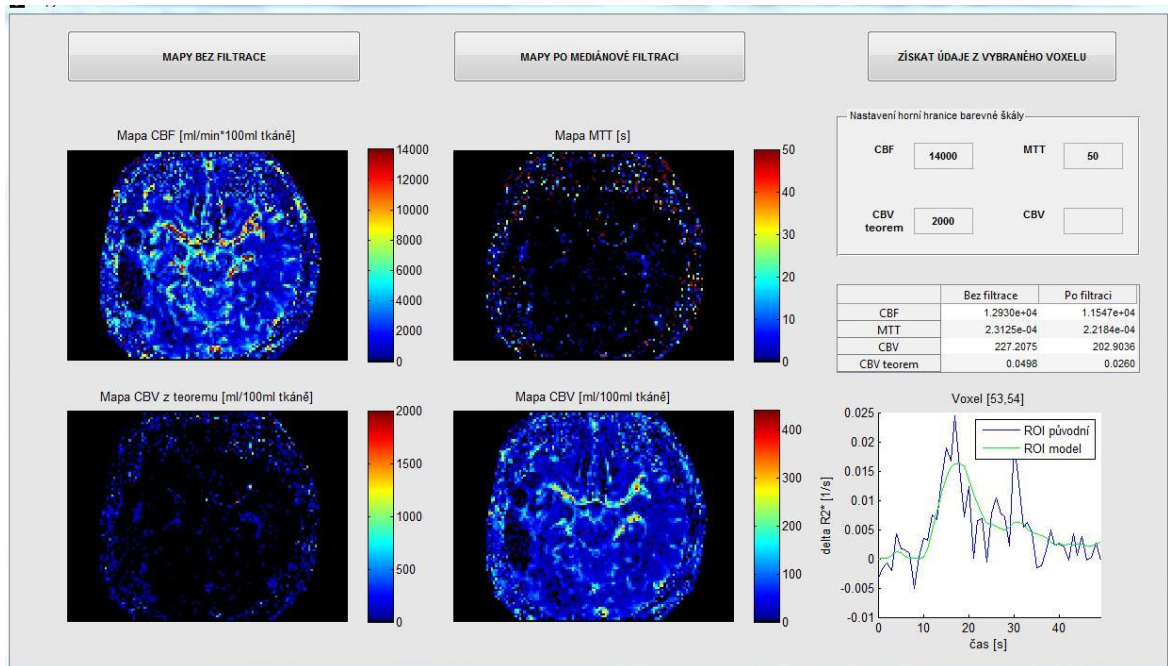 MAPY BEZ FILTRACE
MAPY PO MEDIÁNOVÉ FILTRACI
ZÍSKAT ÚDAJE Z VYBRANÉHO VOXELU
Mapa CBF [ml/min*100ml tkáně]
14000
12000
10000
8000
6000
4000
2000
0
Mapa MTT [s]
50
40
30
20
10
0
Nastavení horní hranice barevné škály
CBF 14000 MTT 50
CBV teorem 2000 CBV
Bez filtrace Po filtraci
CBF 1.2930e+04 1.1547e+04
MTT 2.3125e-04 2.2184e-04
CBV 227.2075 202.9036
CBV teorem 0.0498 0.0260
Mapa CBV z teoremu [ml/100ml tkáně]
2000
1500
1000
500
0
Mapa CBV [ml/100ml tkáně]
400
300
200
100
0
Voxel [53,54]
ROI původní
ROI model
delta R2* [1/s]
0.025
0.02
0.015
0.01
0.005
0
-0.005
-0.01
0 10 20 30 40
čas [s]